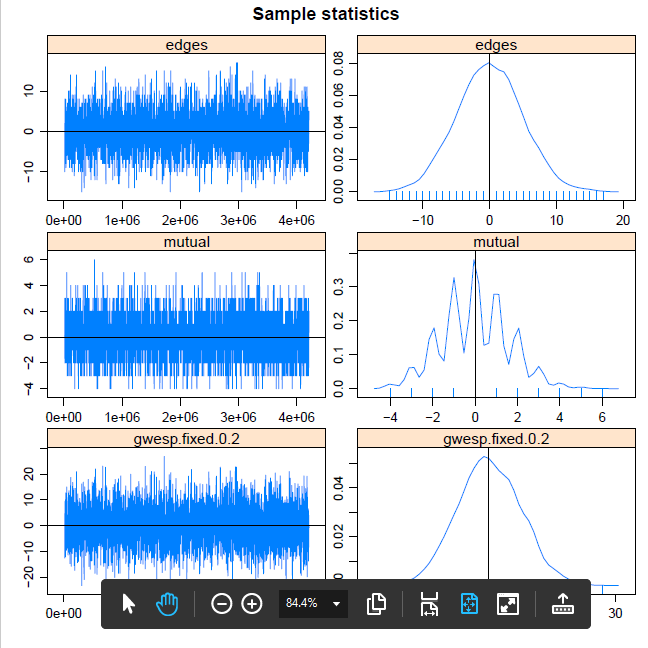 Sample statistics
edges
edges
10
0
−10
0e+00 1e+06 2e+06 3e+06 4e+06
0.08
0.06
0.04
0.02
0.00
−10 0 10 20
mutual
mutual
6
4
2
0
−2
−4
0e+00 1e+06 2e+06 3e+06 4e+06
0.3
0.2
0.1
0.0
−4 −2 0 2 4 6
gwesp.fixed.0.2
gwesp.fixed.0.2
20
10
0
−10
−20
0e+00
0.04
0.02
30
84.4%